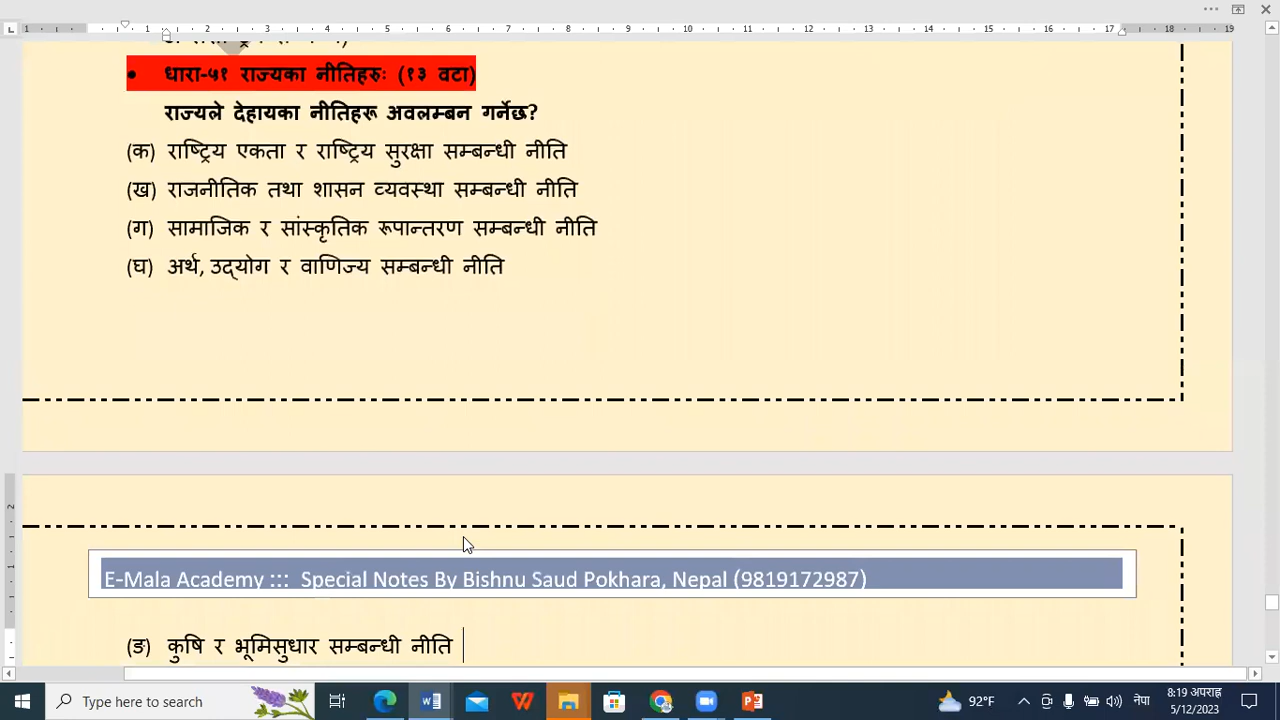 धारा-५१ राज्यका नीतिहरुः (१३ वटा)
राज्यले देहायका नीतिहरू अवलम्बन गर्नेछ?
(क) राष्ट्रिय एकता र राष्ट्रिय सुरक्षा सम्बन्धी नीति
(ख) राजनीतिक तथा शासन व्यवस्था सम्बन्धी नीति
(ग) सामाजिक र सांस्कृतिक रूपान्तरण सम्बन्धी नीति
(घ) अर्थ, उद्योग र वाणिज्य सम्बन्धी नीति
E-Mala Academy ::: Special Notes By Bishnu Saud Pokhara, Nepal (9819172987)
(ङ) कृषि र भूमिसुधार सम्बन्धी नीति
Type here to search
92°F
नेपा
8:19 अपराह्न
5/12/2023